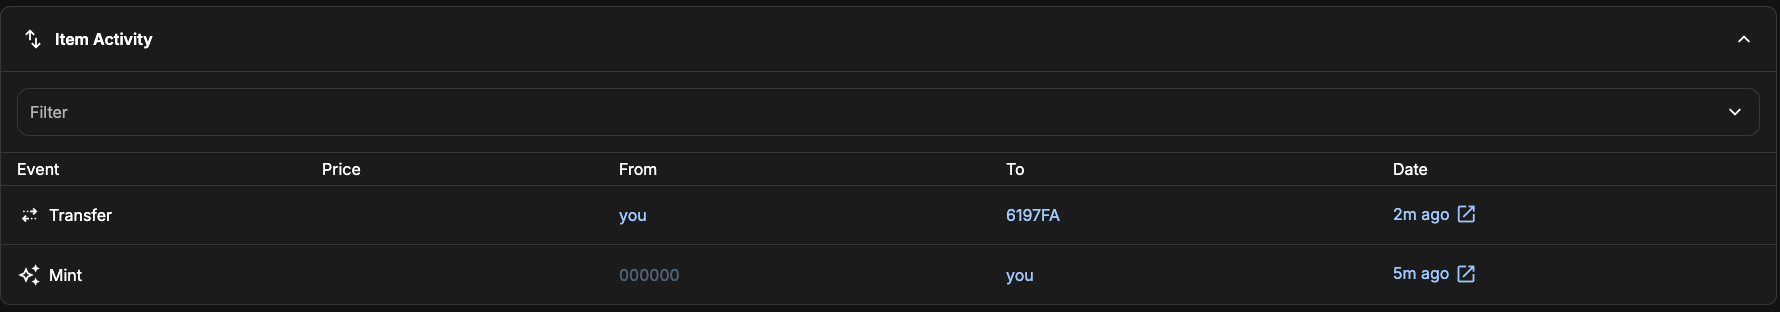 Item Activity
Filter
Event Price From To Date
Transfer you 6197FA 2m ago
Mint 000000 you 5m ago